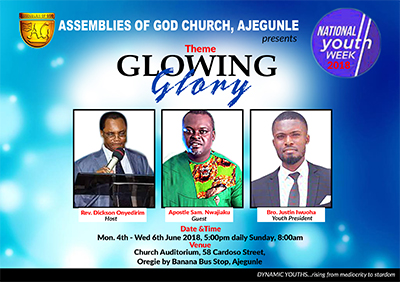 ASSEMBLIES OF GOD CHURCH, AJEGUNLE
presents
NATIONAL
youth
WEEK
2018
Theme
GLOWING
Glory
Rev. Dickson Onyedirim
Host
Apostle Sam. Nwajiaku
Guest
Bro. Justin Iwuoha
Youth President
Date &Time
Mon. 4th - Wed 6th June 2018, 5:00pm daily Sunday, 8:00am
Venue
Church Auditorium, 58 Cardoso Street,
Oregie by Banana Bus Stop, Ajegunle
DYNAMIC YOUTHS...rising from mediocrity to stardom